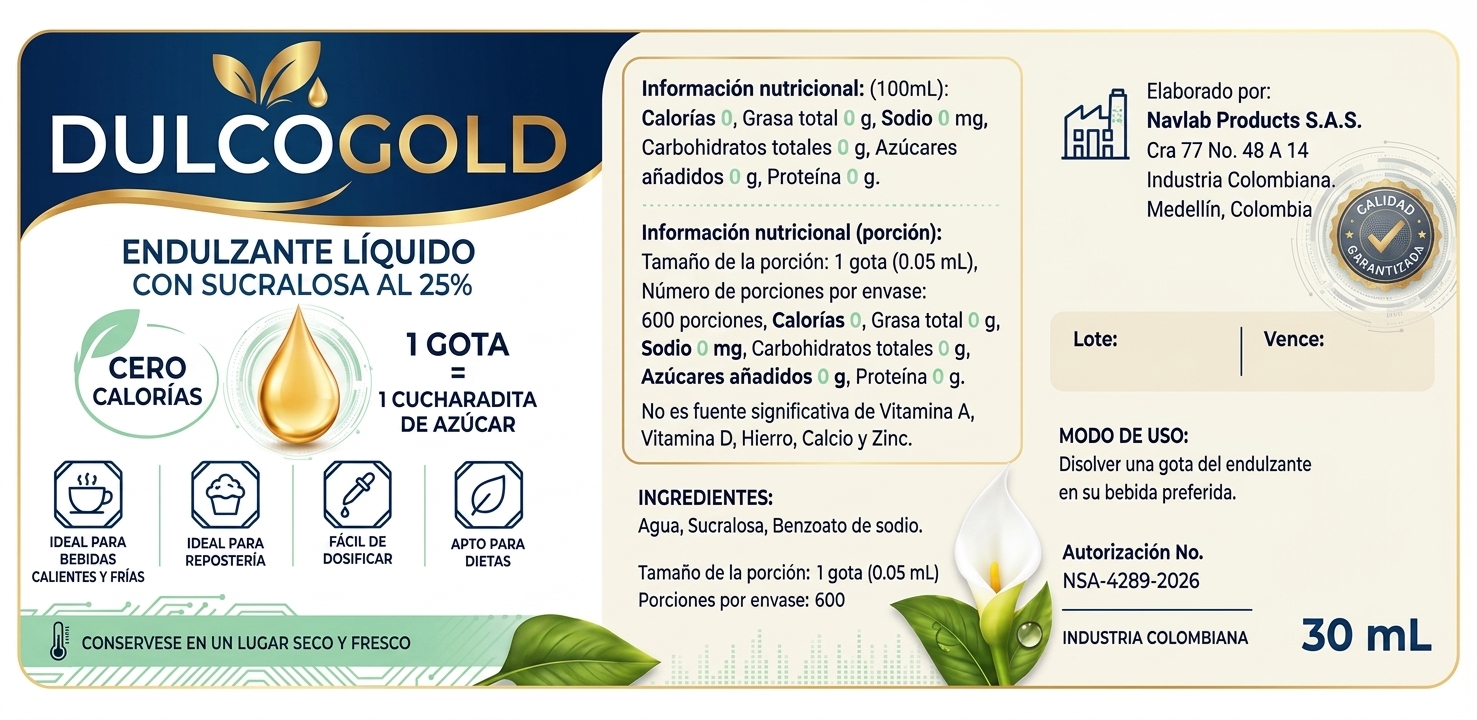 DULCOGOLD
ENDULZANTE LÍQUIDO
CON SUCRALOSA AL 25%
CERO
CALORÍAS
1 GOTA
=
1 CUCHARADITA
DE AZÚCAR
IDEAL PARA
BEBIDAS
CALIENTES Y FRÍAS
IDEAL PARA
REPOSTERÍA
FÁCIL DE
DOSIFICAR
APTO PARA
DIETAS
CONSERVESE EN UN LUGAR SECO Y FRESCO
Información nutricional: (100mL):
Calorías 0, Grasa total 0 g, Sodio 0 mg,
Carbohidratos totales 0 g, Azúcares
añadidos 0 g, Proteína 0 g.
Información nutricional (porción):
Tamaño de la porción: 1 gota (0.05 mL),
Número de porciones por envase:
600 porciones, Calorías 0, Grasa total 0 g,
Sodio 0 mg, Carbohidratos totales 0 g,
Azúcares añadidos 0 g, Proteína 0 g.
No es fuente significativa de Vitamina A,
Vitamina D, Hierro, Calcio y Zinc.
INGREDIENTES:
Agua, Sucralosa, Benzoato de sodio.
Tamaño de la porción: 1 gota (0.05 mL)
Porciones por envase: 600
Elaborado por:
Navlab Products S.A.S.
Cra 77 No. 48 A 14
Industria Colombiana.
Medellín, Colombia
CALIDAD
GARANTIZADA
Lote:
Vence:
MODO DE USO:
Disolver una gota del endulzante
en su bebida preferida.
Autorización No.
NSA-4289-2026
INDUSTRIA COLOMBIANA
30 mL